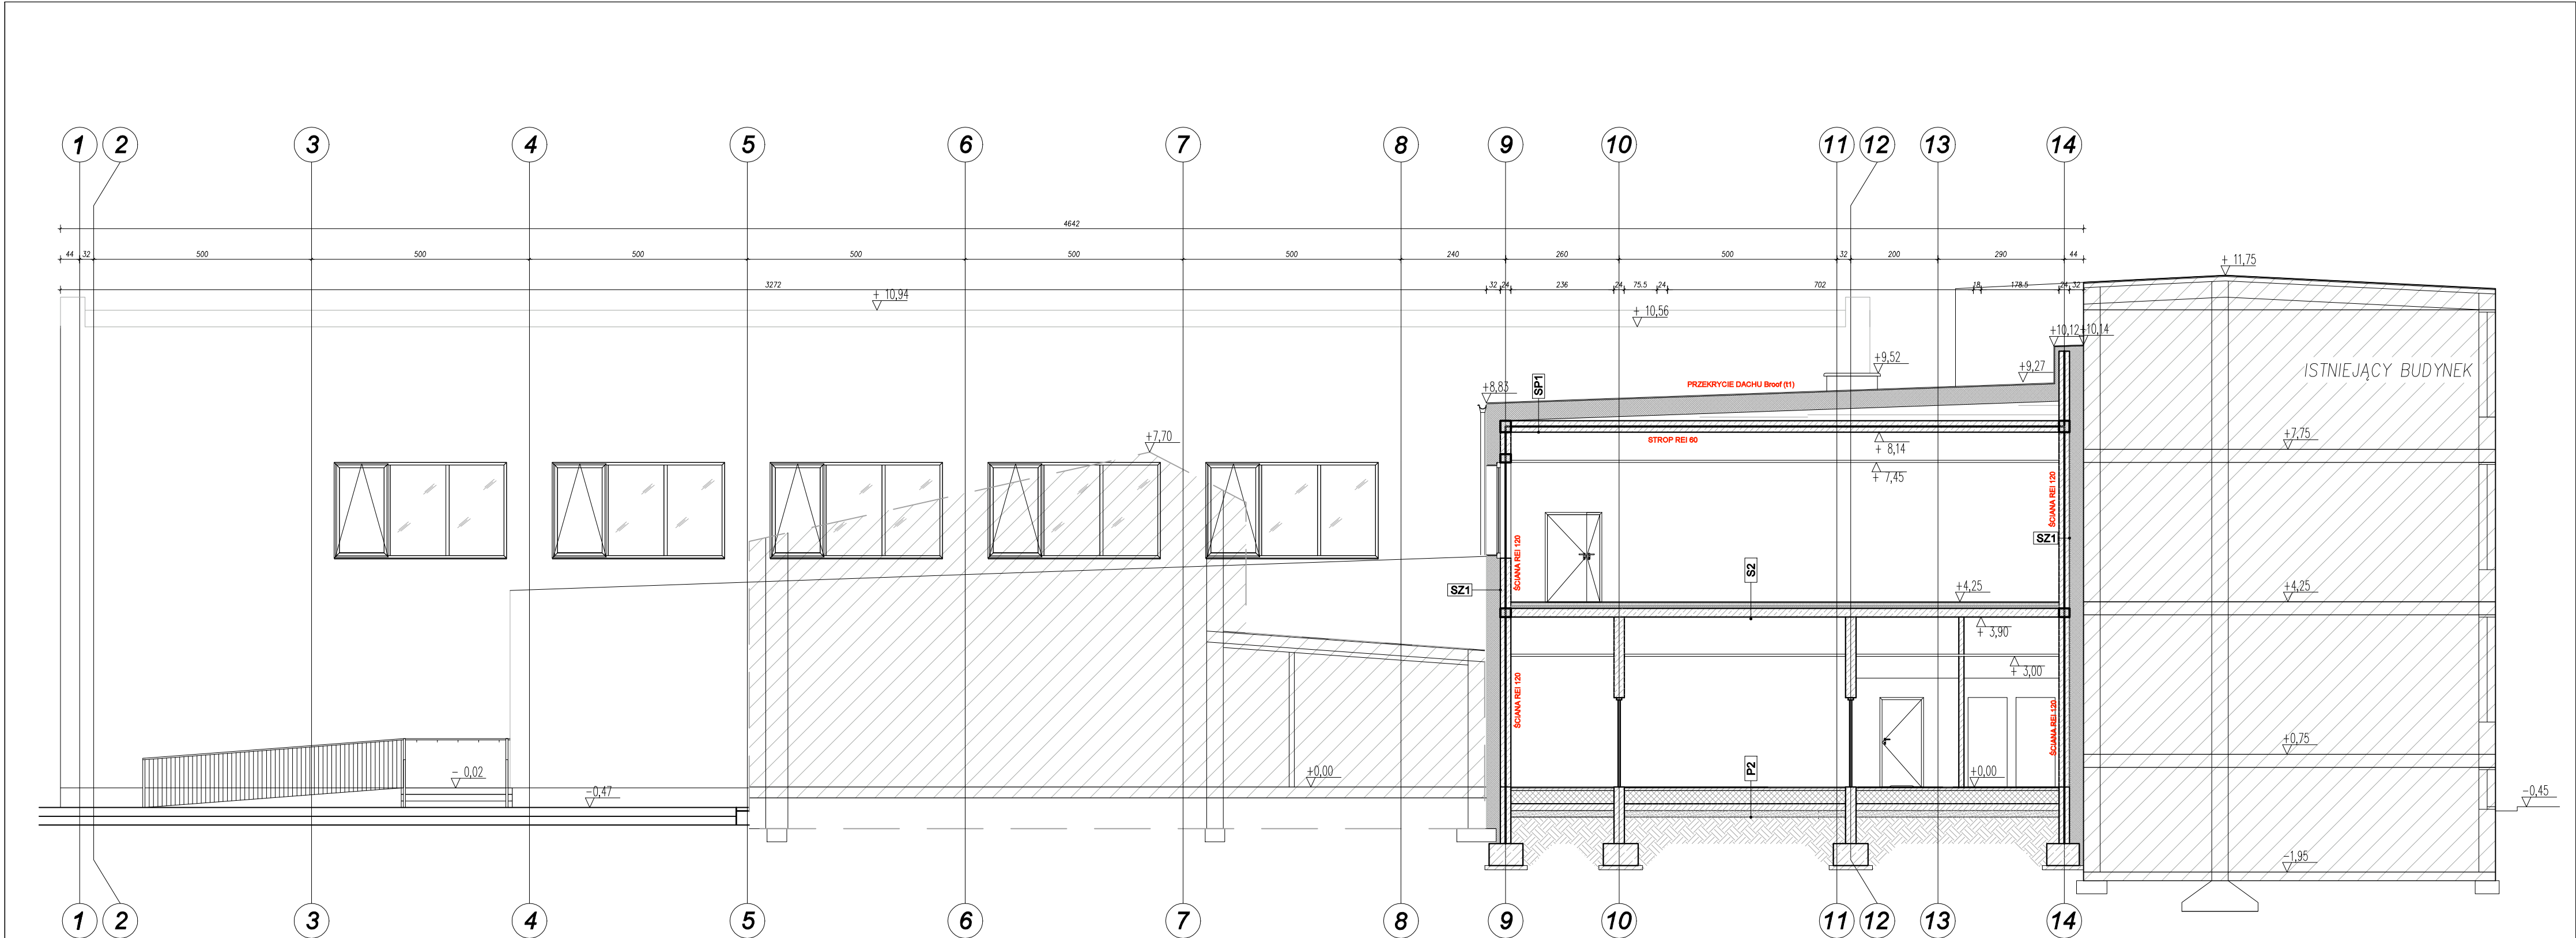 1 2 3 4 5 6 7 8 9 10 11 12 13 14
4642
44 32 500 500 500 500 500 500 240 260 500 32 200 290 44
3272 32 24 236 24 75.5 24 702 18 178.5 24 32
+ 11,75
+ 10,94
+ 10,56
+10,12 +10,14
+9,52
+9,27
ISTNIEJĄCY BUDYNEK
PRZEKRYCIE DACHU Broof (t1)
+8,83
SP1
+7,70
STROP REI 60
+7,75
+ 8,14
+ 7,45
ŚCIANA REI 120
SZ1
ŚCIANA REI 120
S2
SZ1
+4,25
+4,25
+ 3,90
+ 3,00
ŚCIANA REI 120
ŚCIANA REI 120
+0,75
P2
- 0,02
+0,00
+0,00
-0,47
-0,45
-1,95
1 2 3 4 5 6 7 8 9 10 11 12 13 14